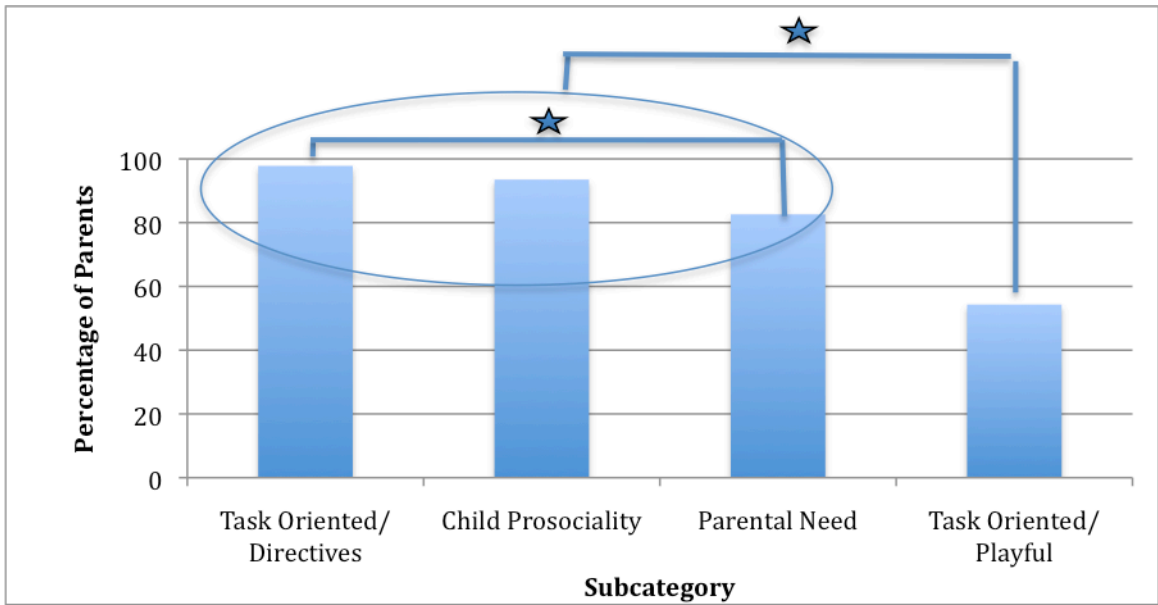 Percentage of Parents
100
80
60
40
20
0
Task Oriented/
Directives
Child Prosociality
Parental Need
Task Oriented/
Playful
Subcategory